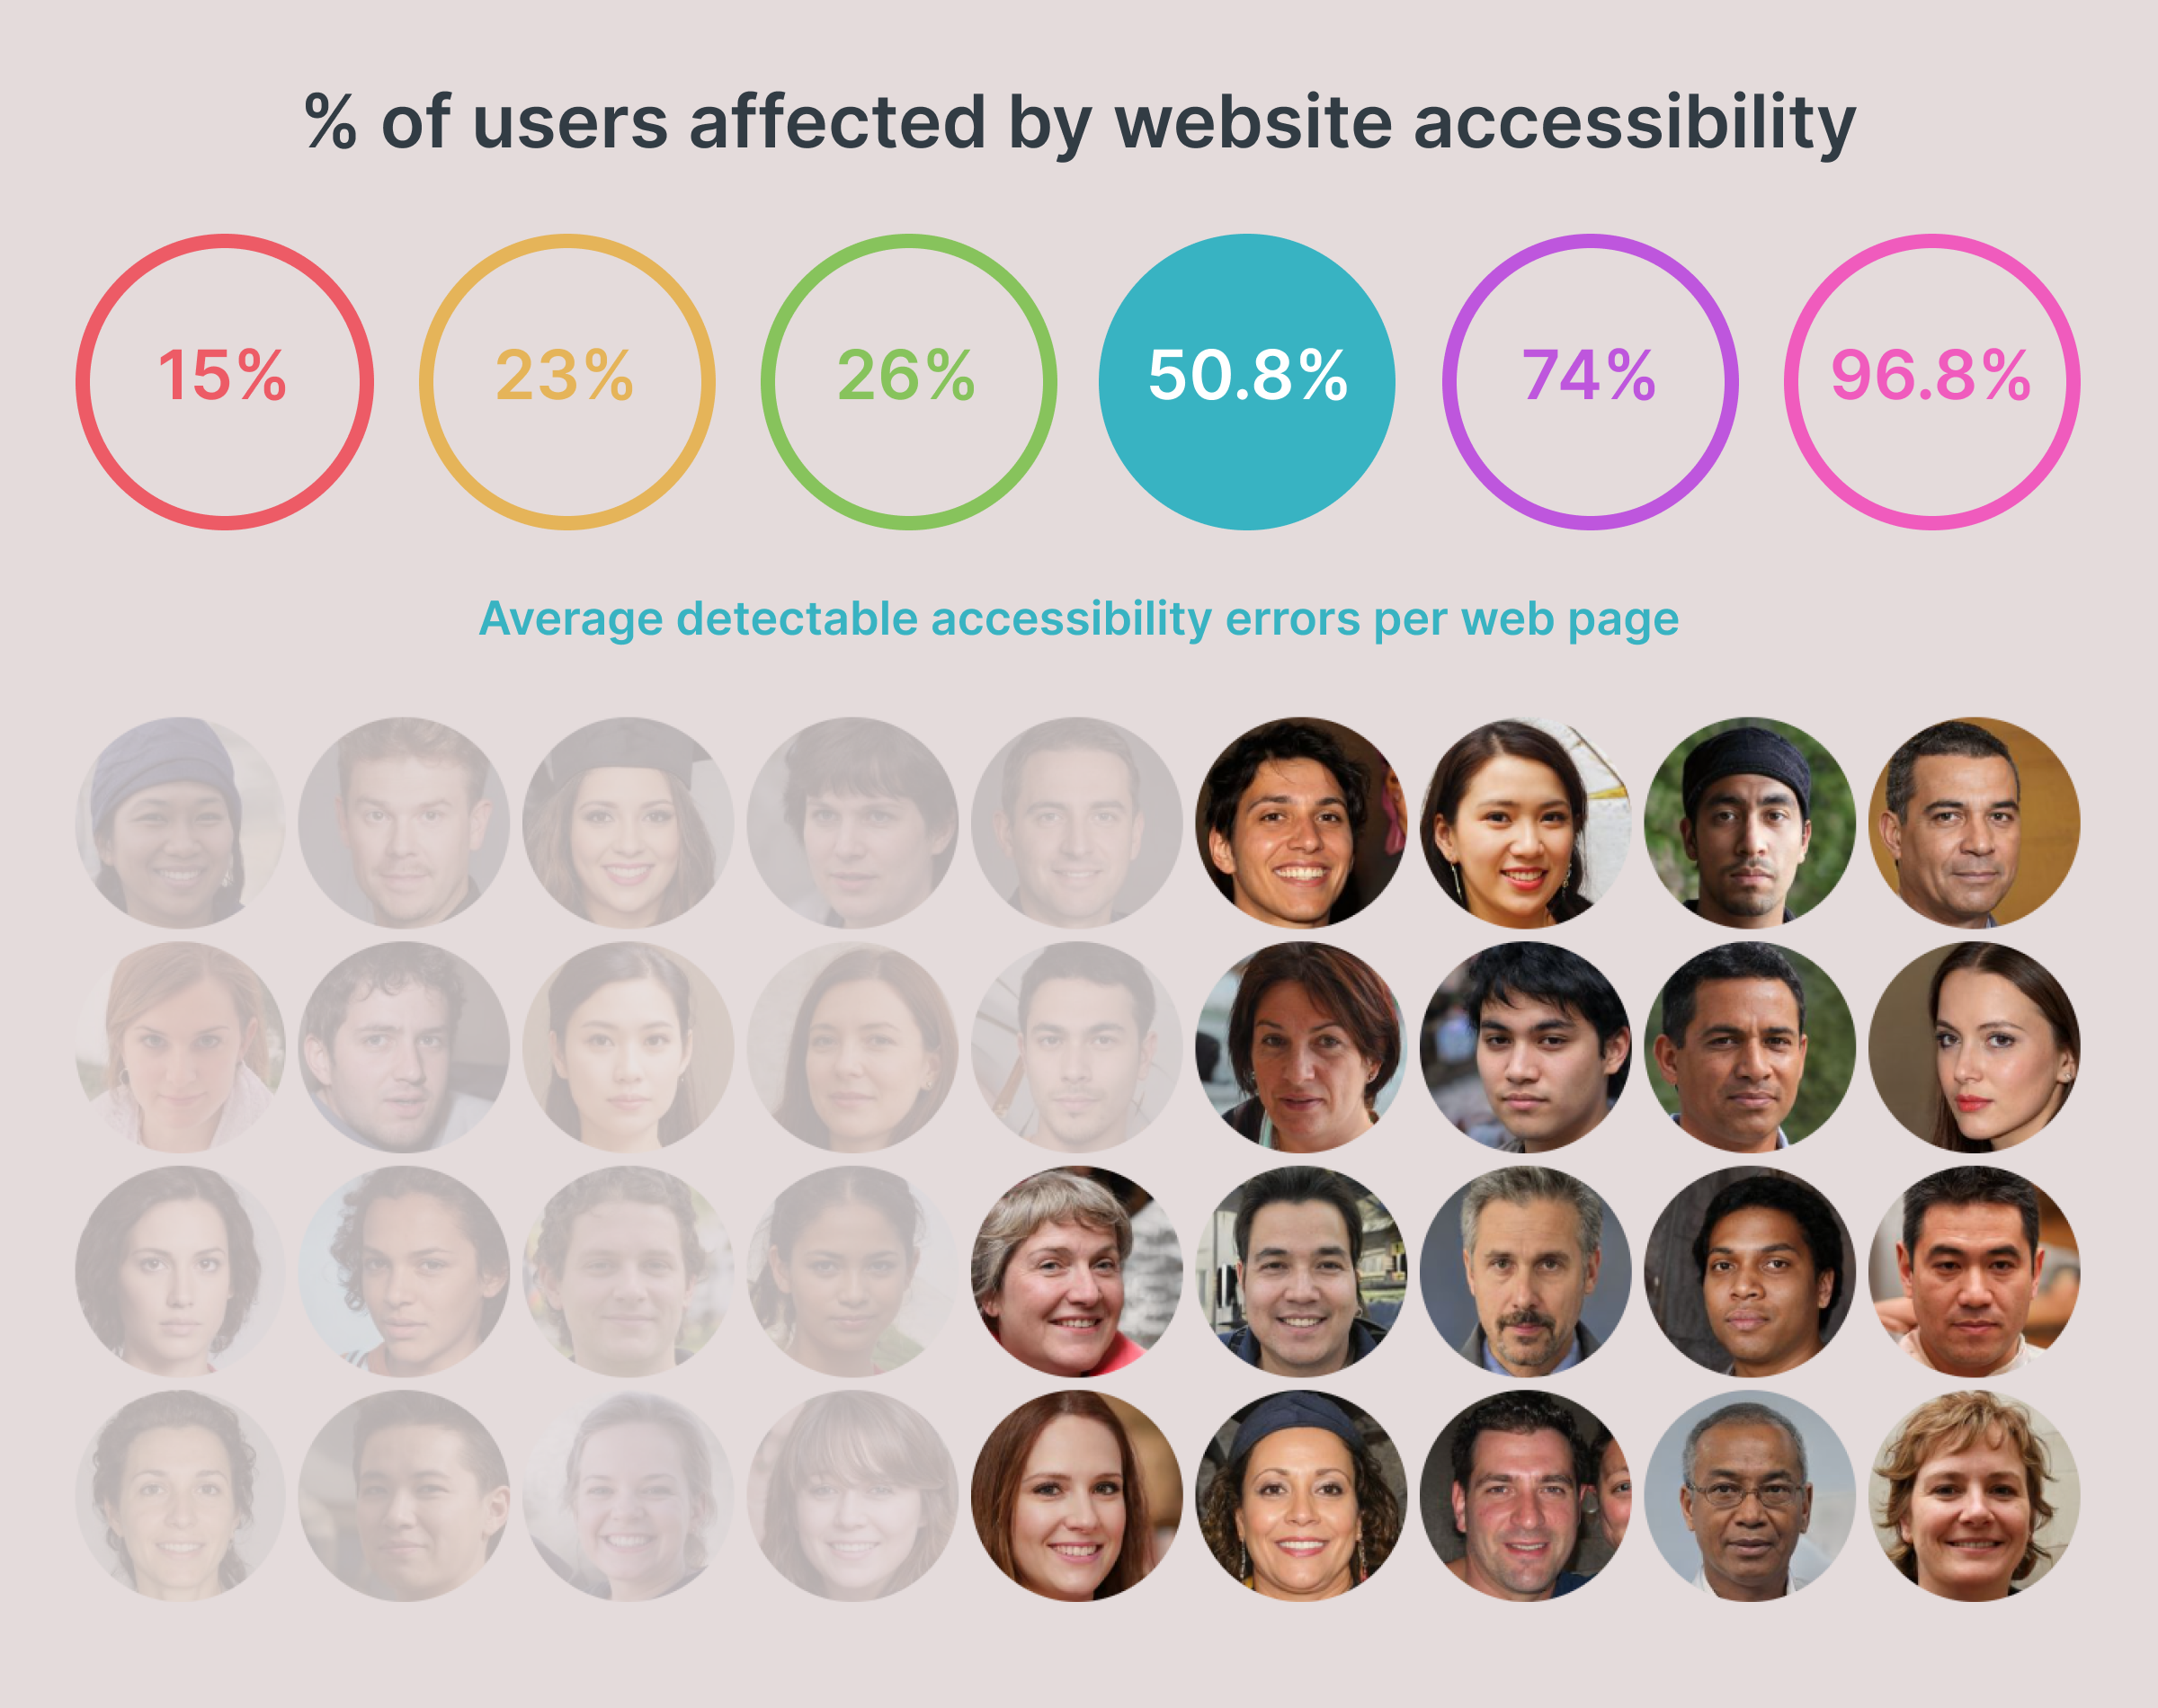 % of users affected by website accessibility
15% 23% 26% 50.8% 74% 96.8%
Average detectable accessibility errors per web page